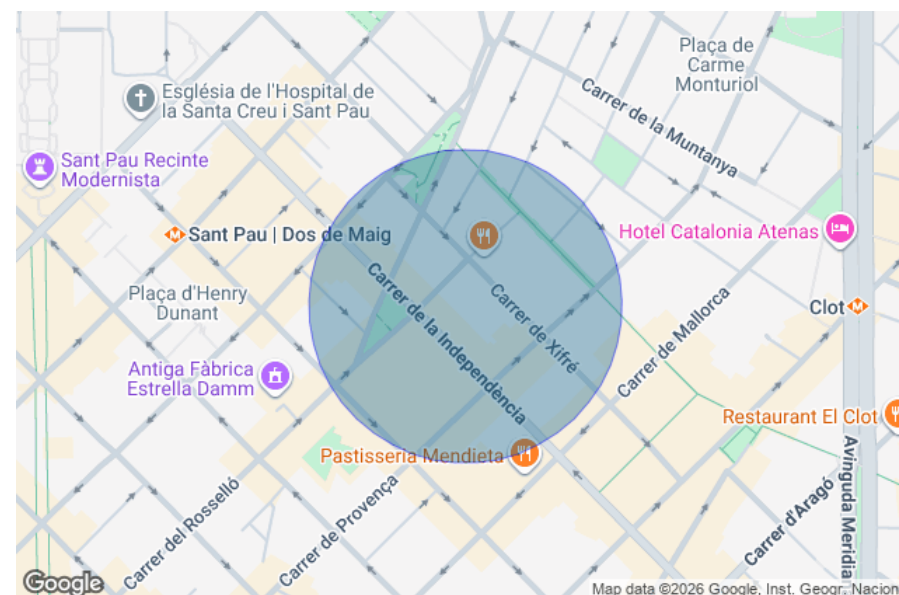 Plaça de
Carme
Monturiol
Església de l'Hospital de
la Santa Creu i Sant Pau
Carrer de la Muntanya
Sant Pau Recinte
Modernista
Sant Pau | Dos de Maig
Hotel Catalonia Atenas
Plaça d'Henry
Dunant
Carrer de la Independència
Carrer de Xifré
Carrer de Mallorca
Clot
Antiga Fàbrica
Estrella Damm
Restaurant El Clot
Pastisseria Mendieta
Avinguda Meridian
Carrer del Rosselló
Carrer de Provença
Carrer d'Aragó
Google
Map data ©2026 Google, Inst. Geogr. Nacion